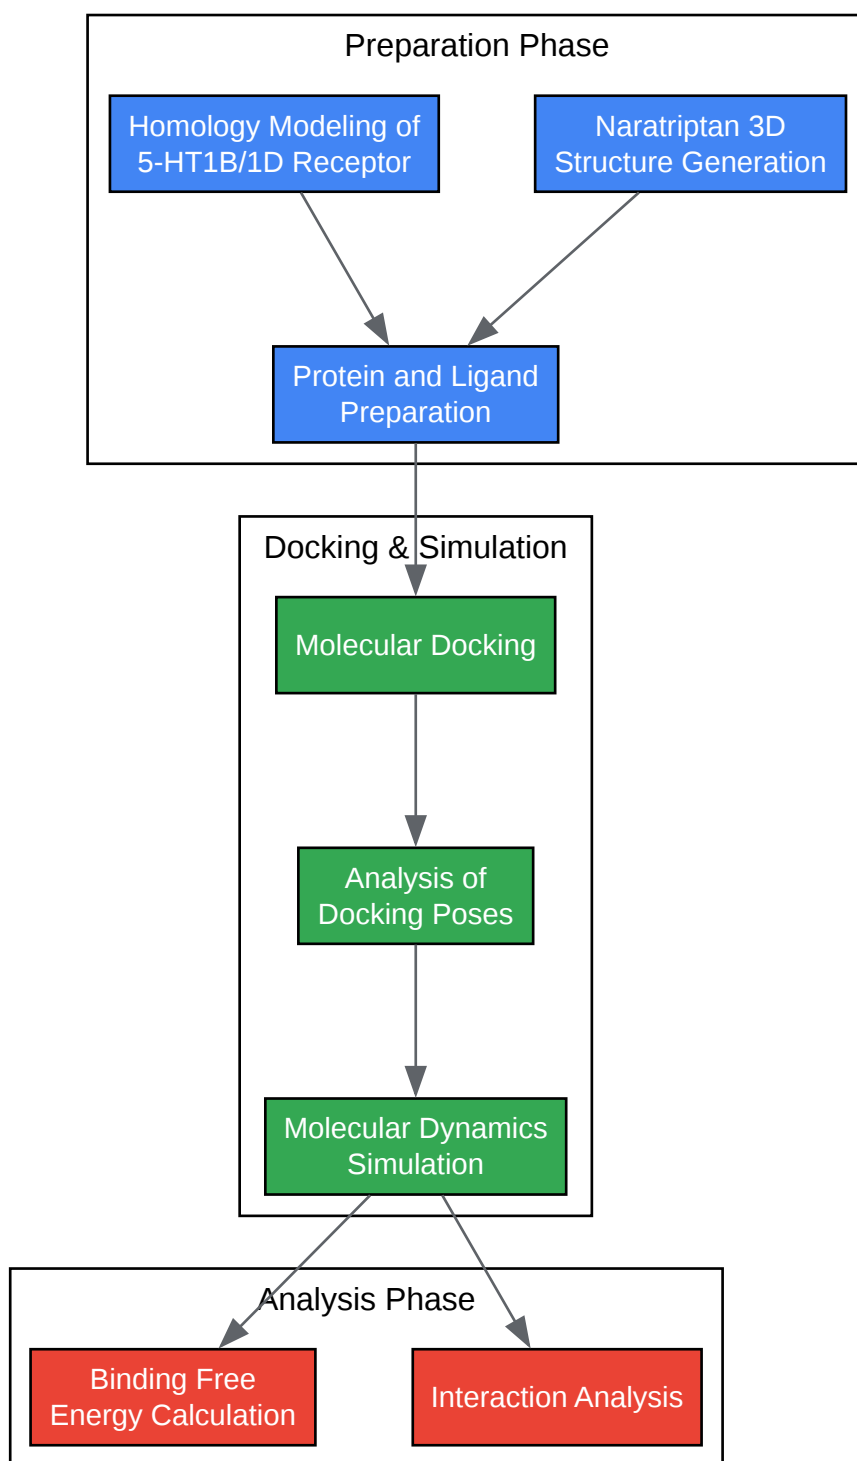 Preparation Phase
Homology Modeling of
5-HT1B/1D Receptor
Naratriptan 3D
Structure Generation
Protein and Ligand
Preparation
Docking & Simulation
Molecular Docking
Analysis of
Docking Poses
Molecular Dynamics
Simulation
Analysis Phase
Binding Free
Energy Calculation
Interaction Analysis